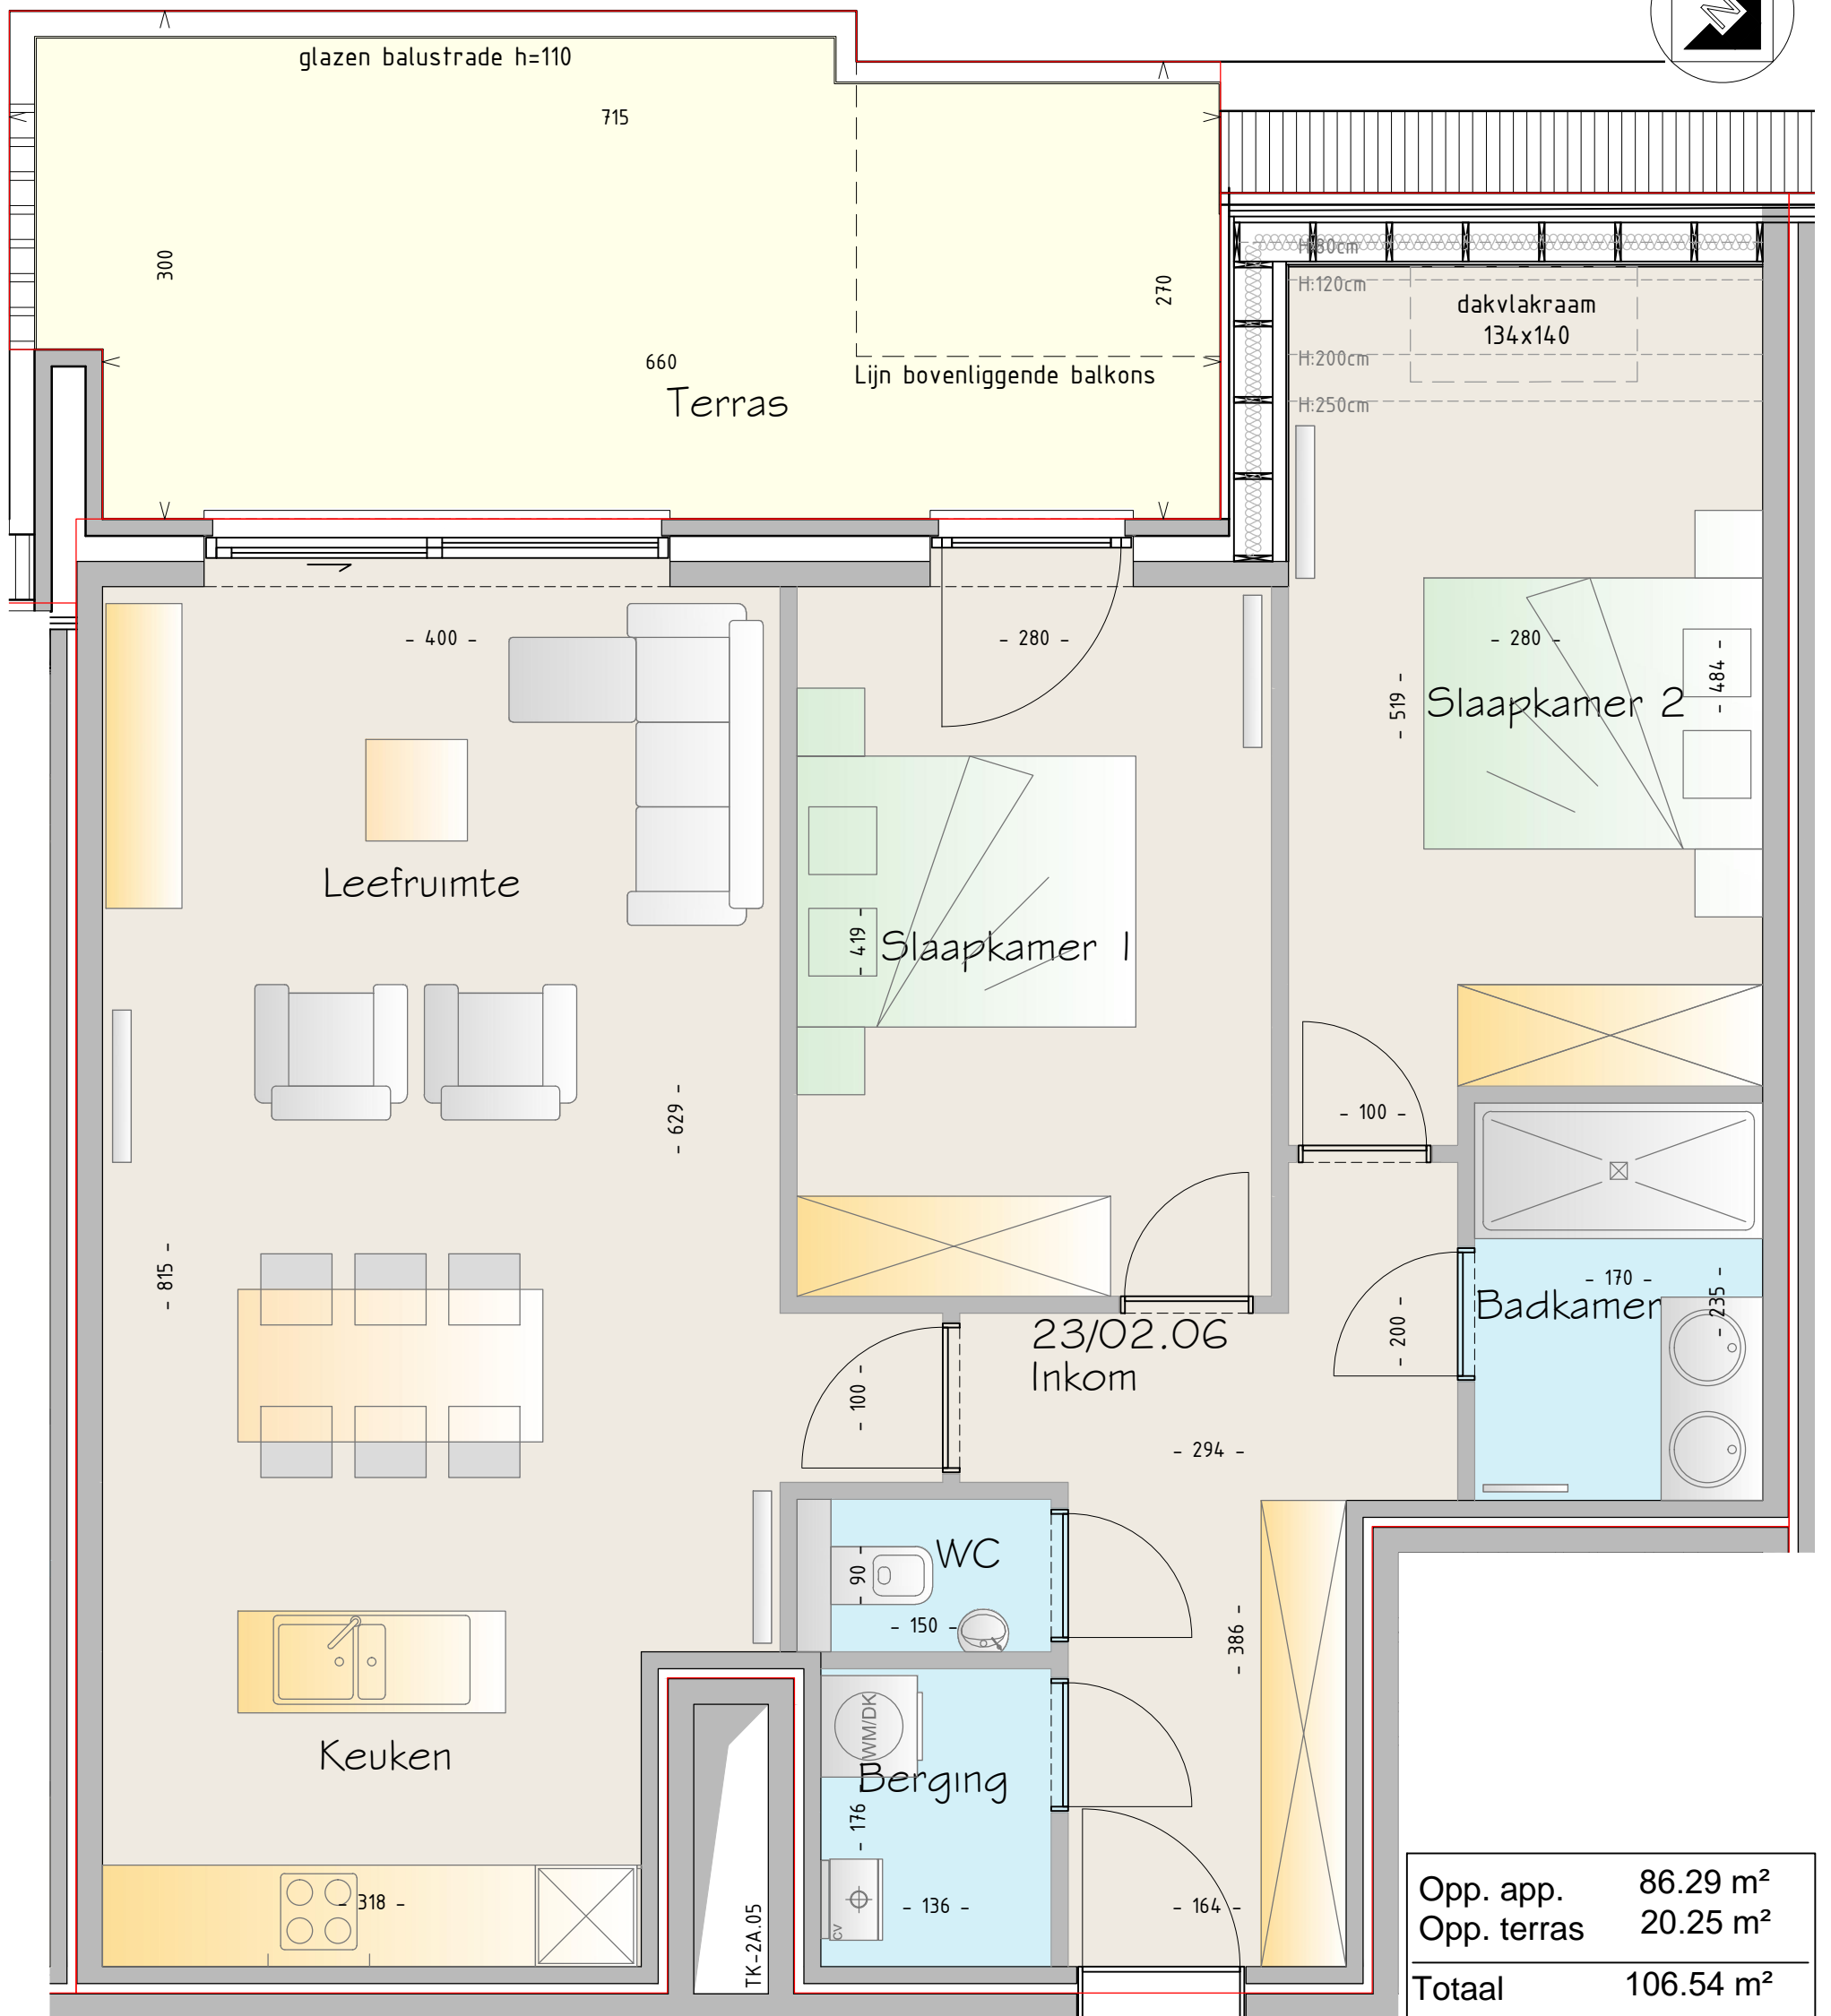 N
glazen balustrade h=110
715
300
270
H:80cm
H:120cm
dakvlakraam
134x140
H:200cm
660
Lijn bovenliggende balkons
Terras
H:250cm
- 400 -
- 280 -
- 280 -
- 484 -
- 519 -
Slaapkamer 2
Leefruimte
- 419 -
Slaapkamer 1
- 629 -
- 100 -
- 815 -
- 170 -
- 235 -
Badkamer
- 200 -
23/02.06
Inkom
- 100 -
- 294 -
WC
- 90 -
- 150 -
- 386 -
WM/DK
Keuken
Berging
- 176 -
- 318 -
CV
- 136 -
- 164 -
TK-2A.05
Opp. app. 86.29 m²
Opp. terras 20.25 m²
Totaal 106.54 m²